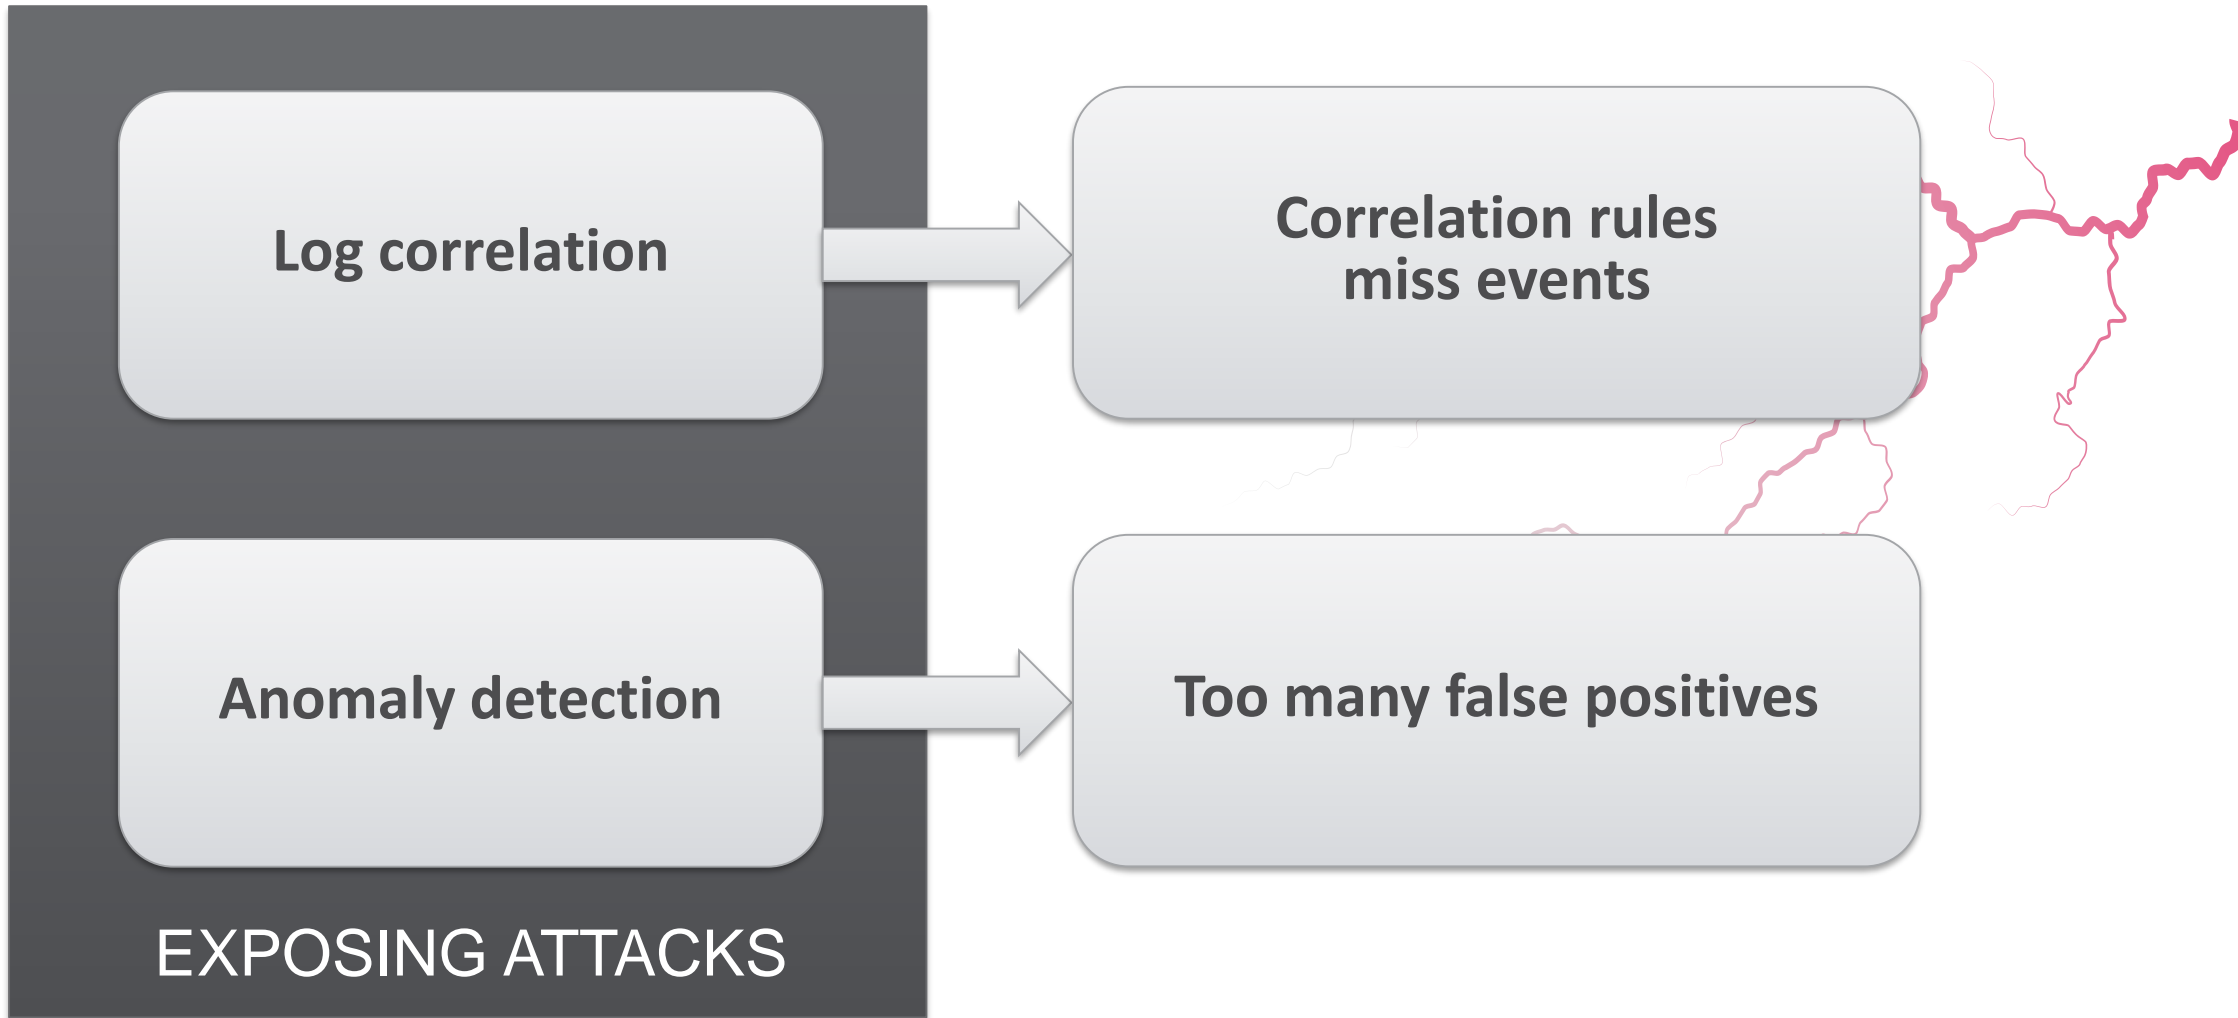 Log correlation
Correlation rules
miss events
Anomaly detection
Too many false positives
EXPOSING ATTACKS